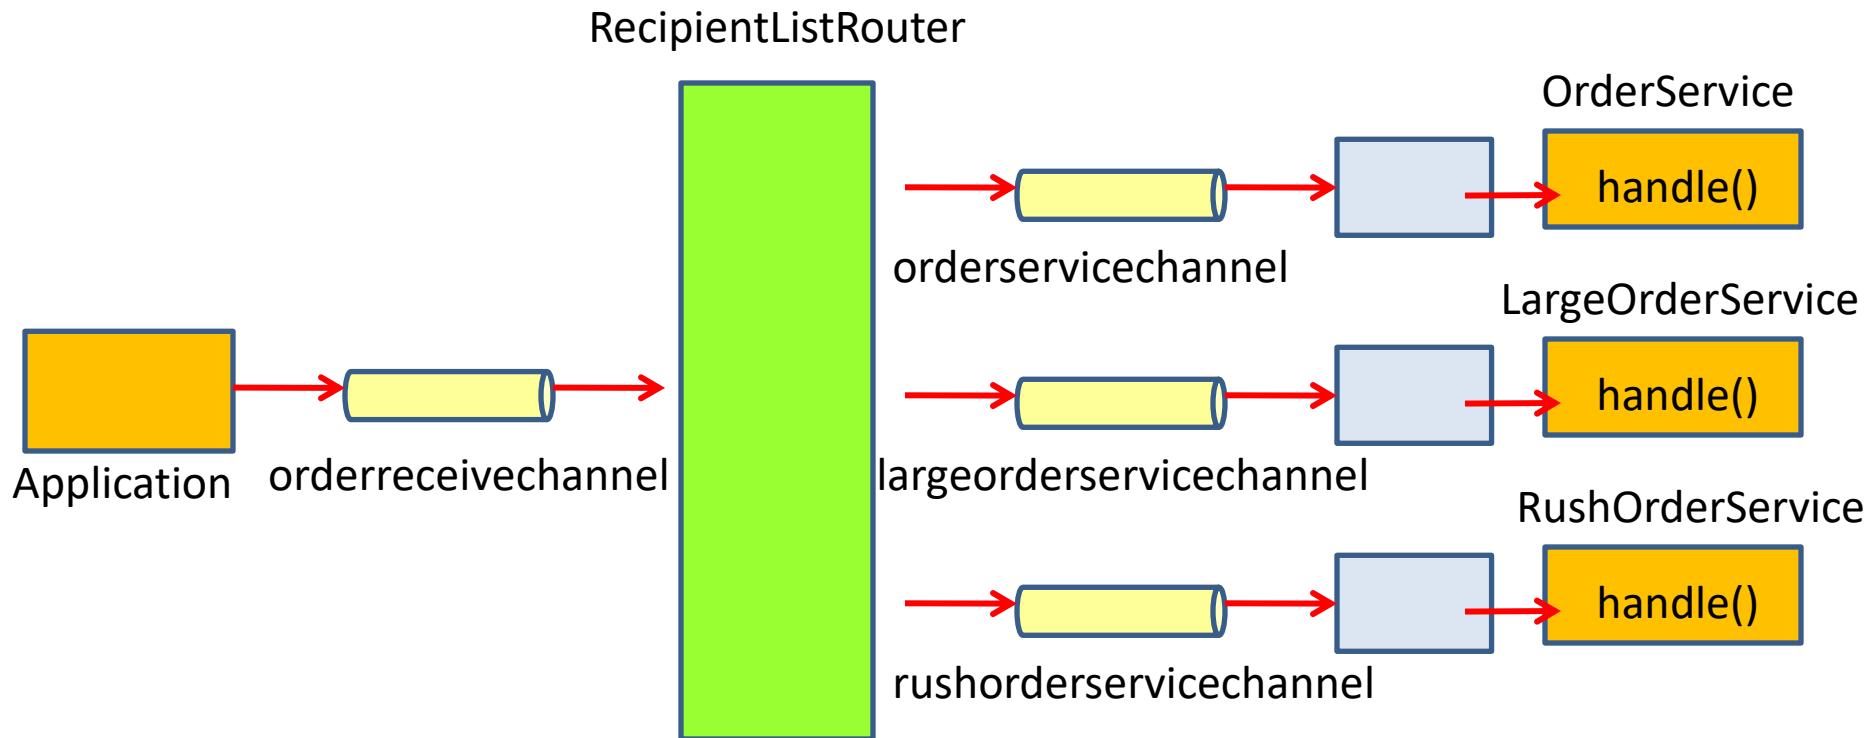 RecipientListRouter
OrderService
handle()
orderservicechannel
LargeOrderService
handle()
Application
orderreceivechannel
largeorderservicechannel
RushOrderService
handle()
rushorderservicechannel